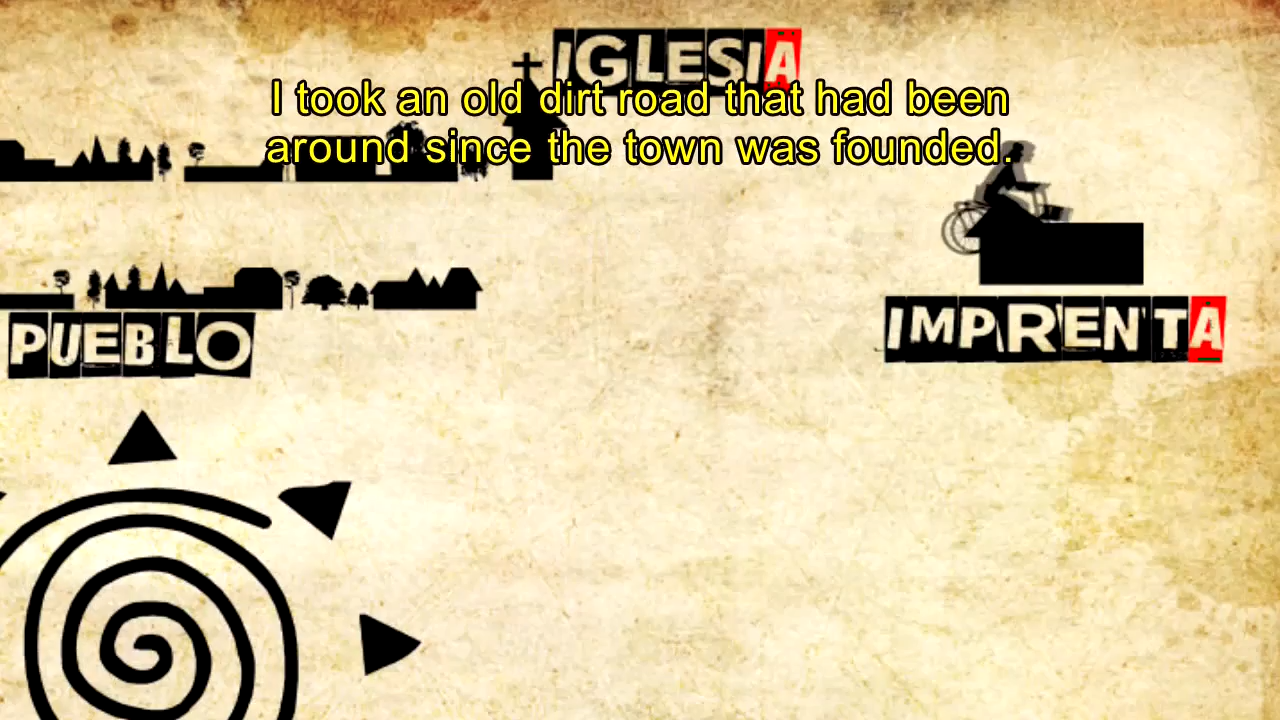 IGLESIA
I took an old dirt road that had been
around since the town was founded.
IMPRENTA
PUEBLO